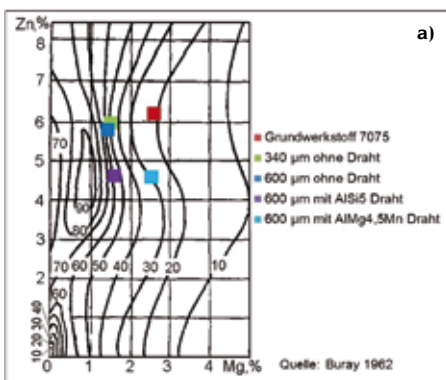 Zn,%
a)
8
7
6
5
4
3
2
70
90
80
70 60 50 40 30 20 10
60
10 20 30 40
0 1 2 3 4 Mg,%
Grundwerkstoff 7075
340 µm ohne Draht
600 µm ohne Draht
600 µm mit AlSi5 Draht
600 µm mit AlMg4,5Mn Draht
Quelle: Buray 1962